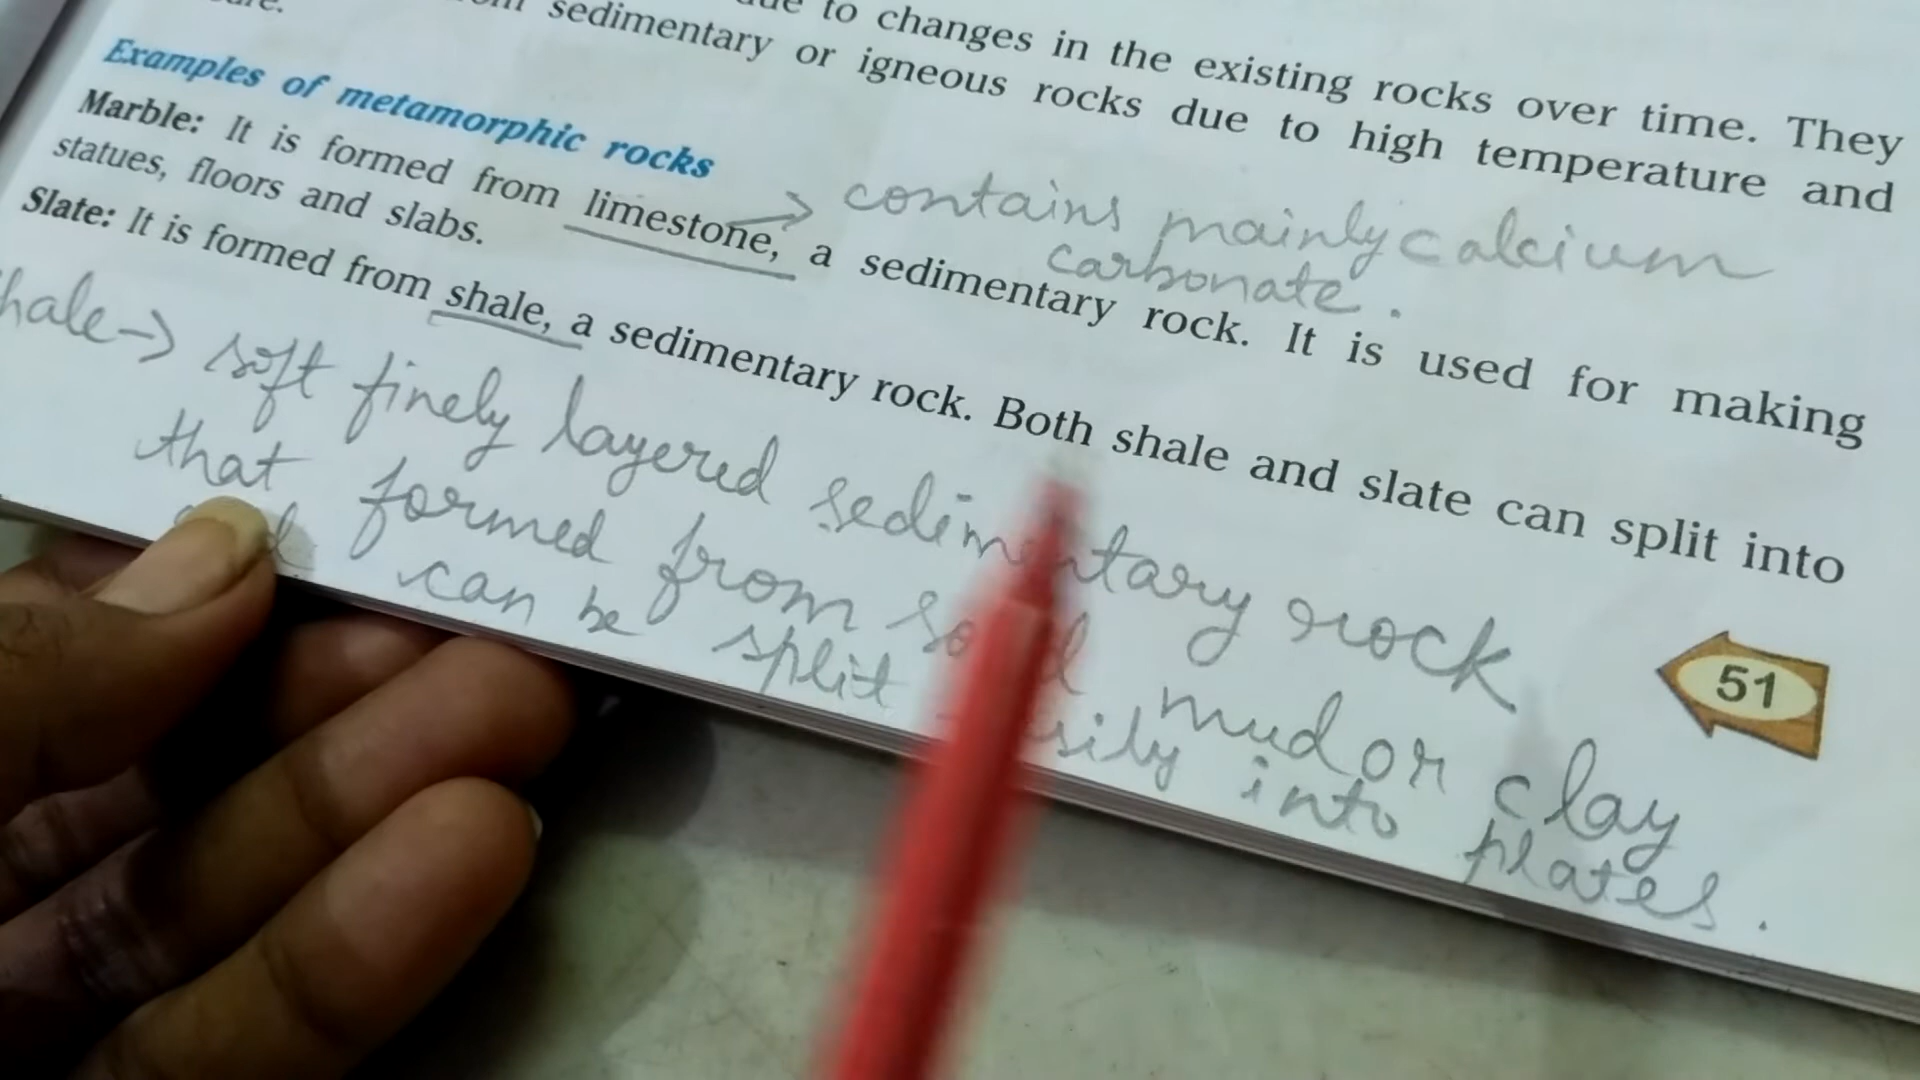 due to changes in the existing rocks over time. They
from sedimentary or igneous rocks due to high temperature and
Examples of metamorphic rocks
Marble: It is formed from limestone, a sedimentary rock. It is used for making
statues, floors and slabs.
→ contains mainly calcium
carbonate.
Slate: It is formed from shale, a sedimentary rock. Both shale and slate can split into
hale → soft finely layered sedimentary rock
that formed from mud or clay
can be split easily into plates.
51